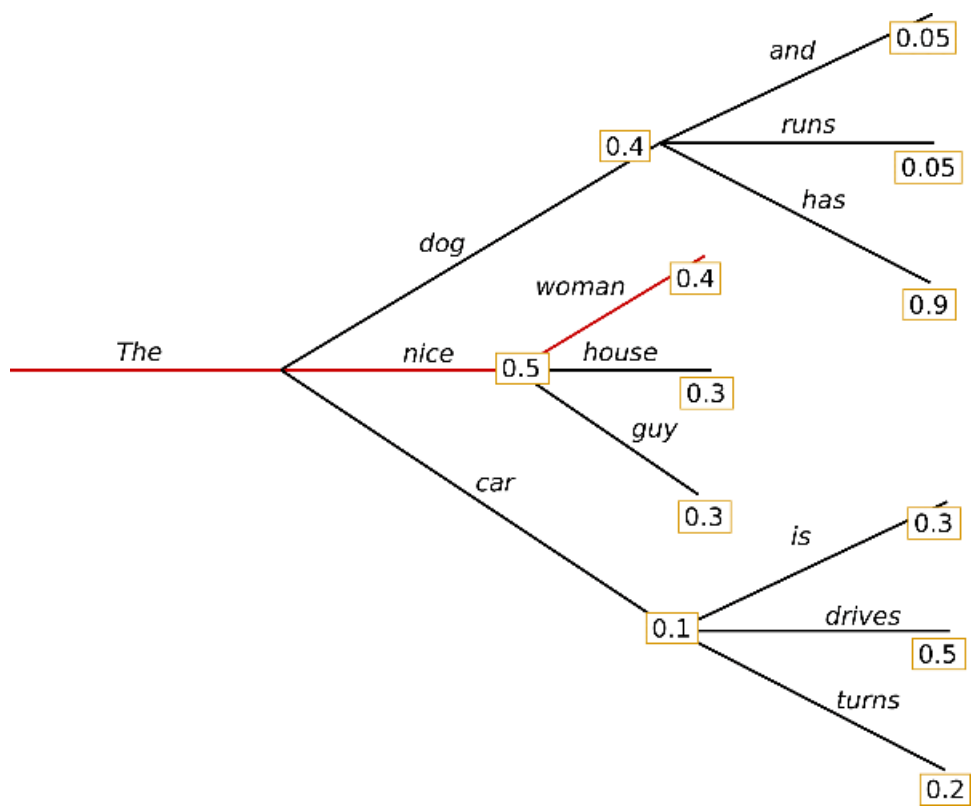 0.05
and
runs
0.4
0.05
has
dog
0.9
woman
0.4
The
nice
0.5
house
0.3
guy
car
0.3
is
0.3
drives
0.1
0.5
turns
0.2